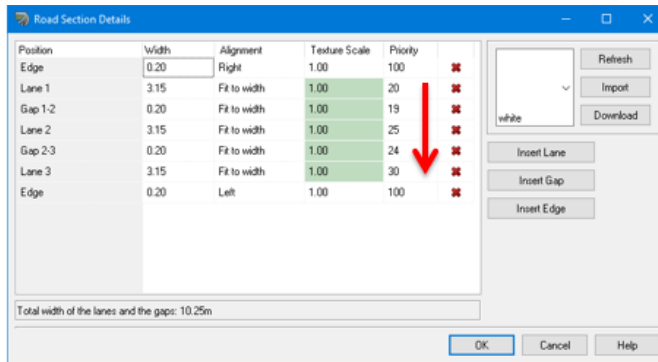 Road Section Details
Position Width Alignment Texture Scale Priority
Edge 0.20 Right 1.00 100
Lane 1 3.15 Fit to width 1.00 20
Gap 1-2 0.20 Fit to width 1.00 19
Lane 2 3.15 Fit to width 1.00 25
Gap 2-3 0.20 Fit to width 1.00 24
Lane 3 3.15 Fit to width 1.00 30
Edge 0.20 Left 1.00 100
white
Refresh
Import
Download
Insert Lane
Insert Gap
Insert Edge
Total width of the lanes and the gaps: 10.25m
OK Cancel Help